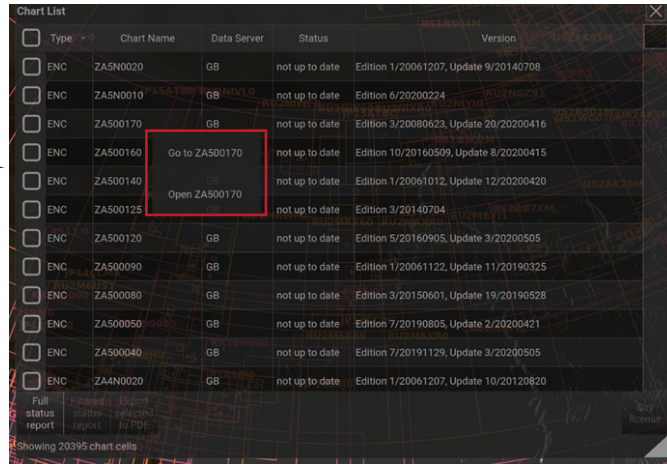 Chart List
Type Chart Name Data Server Status Version
ENC ZA5N0020 GB not up to date Edition 1/20061207, Update 9/20140708
ENC ZA5N0010 GB not up to date Edition 6/20200224
ENC ZA500170 GB not up to date Edition 3/20080623, Update 20/20200416
ENC ZA500160 not up to date Edition 10/20160509, Update 8/20200415
Go to ZA500170
ENC ZA500140 not up to date Edition 1/20061012, Update 12/20200420
Open ZA500170
ENC ZA500125 not up to date Edition 3/20140704
ENC ZA500120 GB not up to date Edition 5/20160905, Update 3/20200505
ENC ZA500090 GB not up to date Edition 1/20061122, Update 11/20190325
ENC ZA500080 GB not up to date Edition 3/20150601, Update 19/20190528
ENC ZA500050 GB not up to date Edition 7/20190805, Update 2/20200421
ENC ZA500040 GB not up to date Edition 7/20191129, Update 3/20200505
ENC ZA4N0020 GB not up to date Edition 1/20061207, Update 10/20120820
Full status report
Filtered status report
Export selected to PDF
Buy license
Showing 20395 chart cells